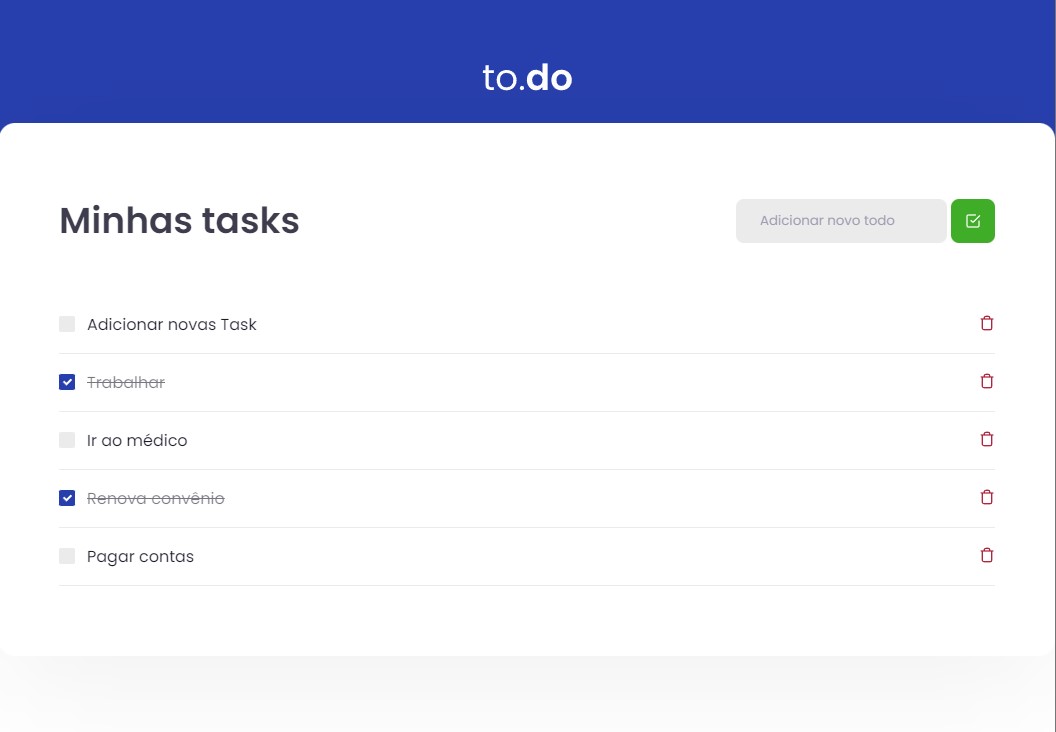 to.do
Minhas tasks
Adicionar novo todo
Adicionar novas Task
Trabalhar
Ir ao médico
Renova convênio
Pagar contas